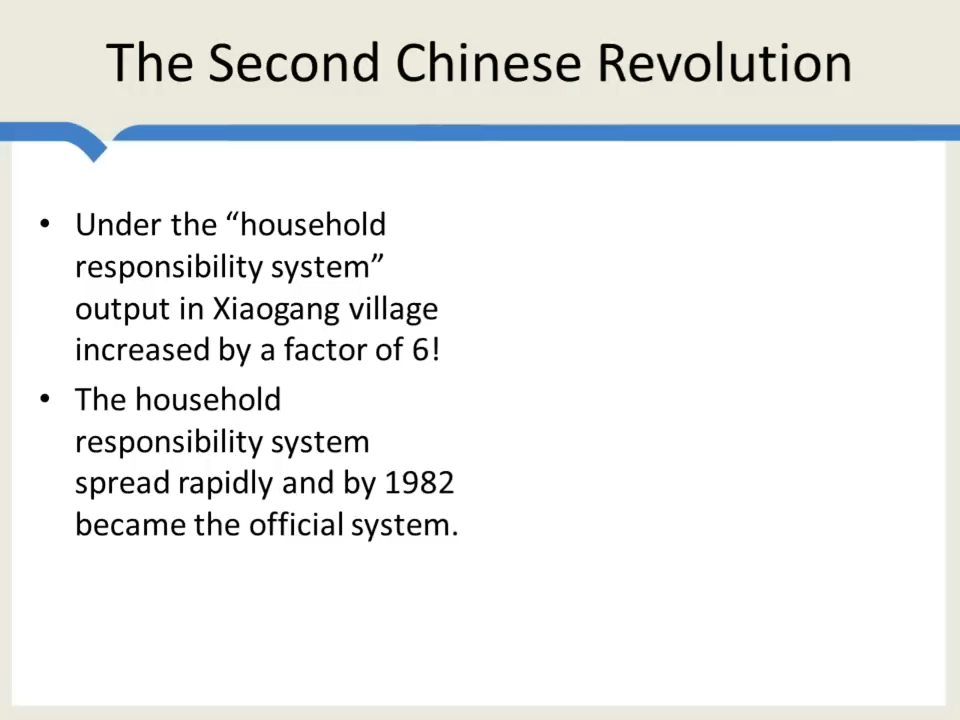 The Second Chinese Revolution
• Under the “household
responsibility system”
output in Xiaogang village
increased by a factor of 6!
• The household
responsibility system
spread rapidly and by 1982
became the official system.